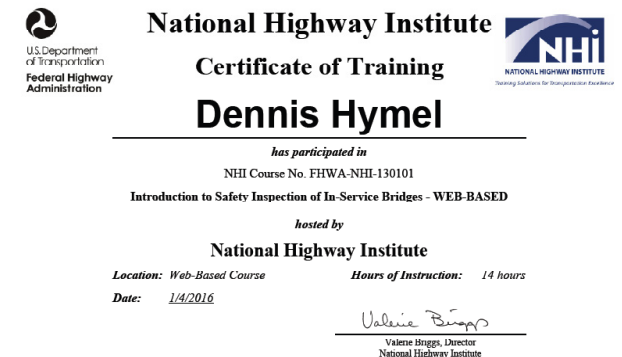 National Highway Institute
U.S. Department
of Transportation
Federal Highway
Administration
NHI
NATIONAL HIGHWAY INSTITUTE
Training Solutions for Transportation Excellence
Certificate of Training
Dennis Hymel
has participated in
NHI Course No. FHWA-NHI-130101
Introduction to Safety Inspection of In-Service Bridges - WEB-BASED
hosted by
National Highway Institute
Location: Web-Based Course Hours of Instruction: 14 hours
Date: 1/4/2016
Valerie Briggs
Valerie Briggs, Director
National Highway Institute